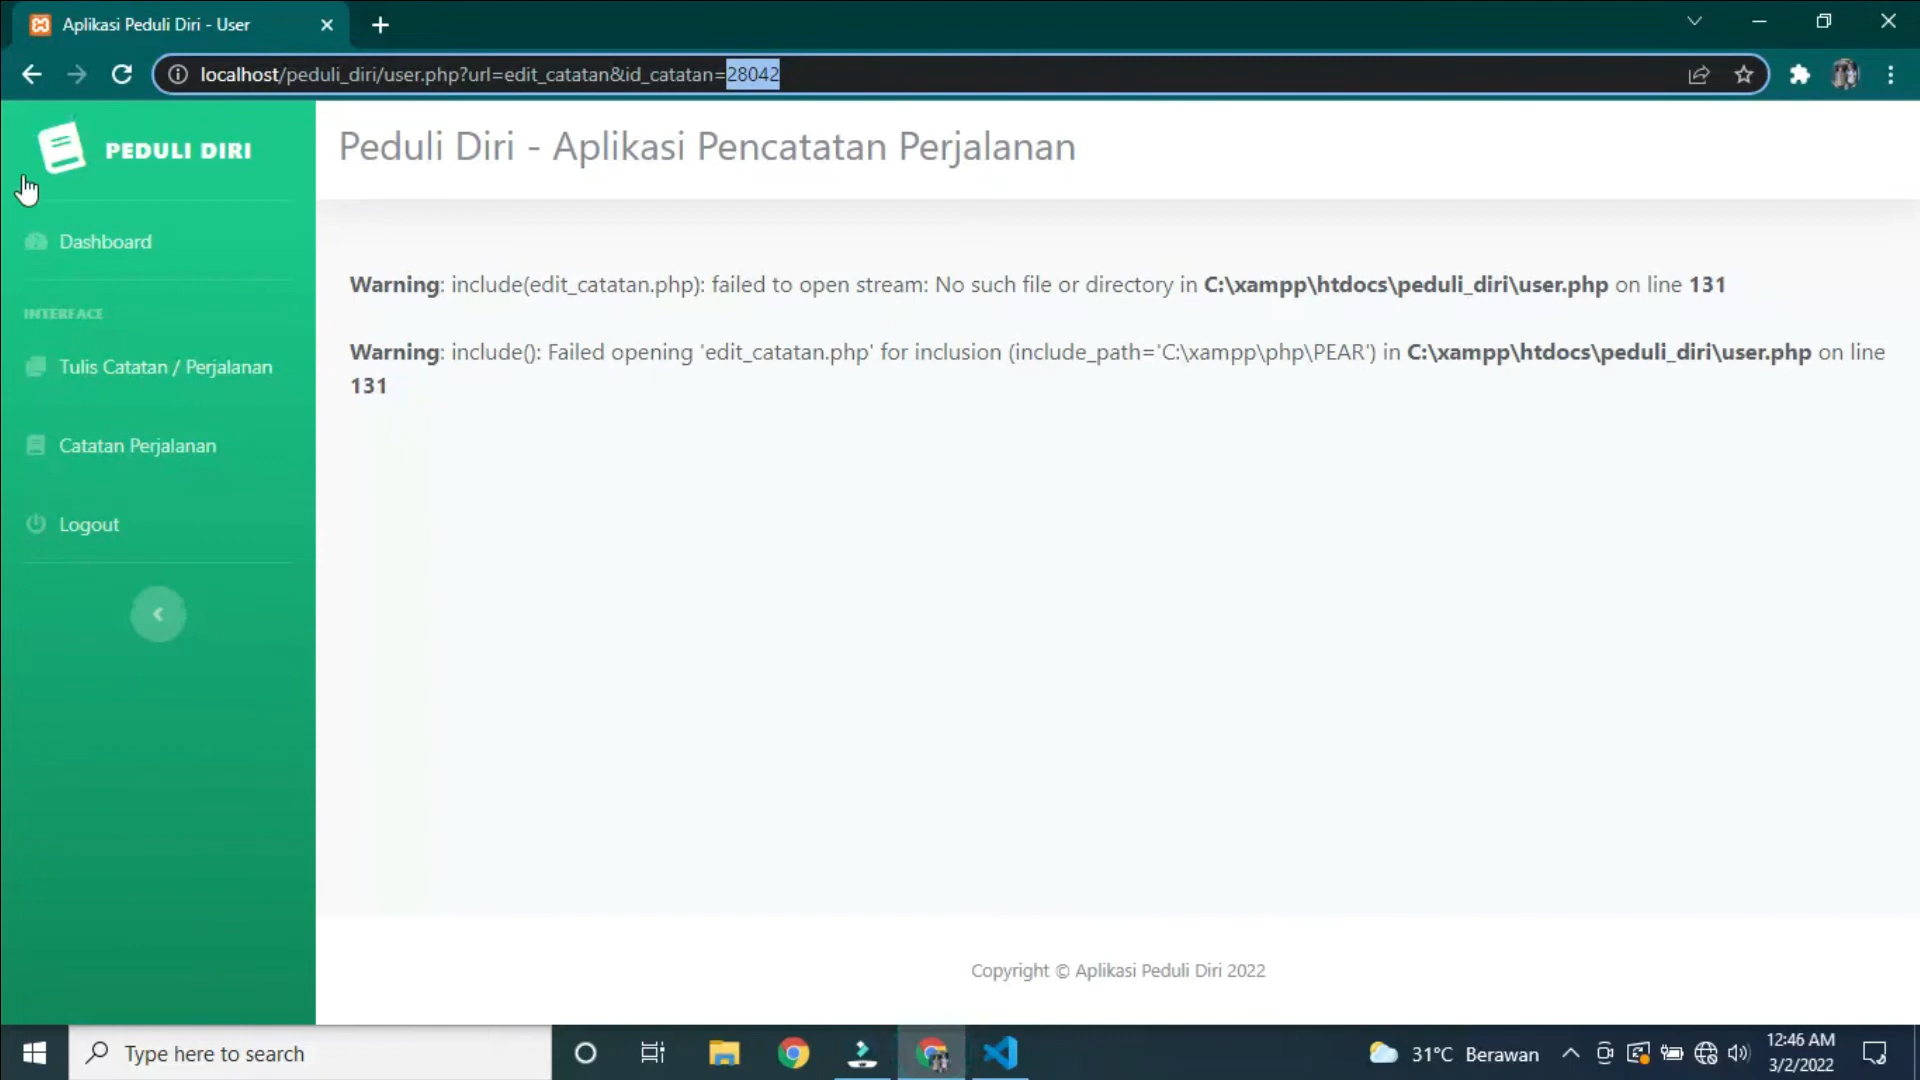 Aplikasi Peduli Diri - User
localhost/peduli_diri/user.php?url=edit_catatan&id_catatan=28042
PEDULI DIRI
Peduli Diri - Aplikasi Pencatatan Perjalanan
Dashboard
INTERFACE
Tulis Catatan / Perjalanan
Catatan Perjalanan
Logout
Warning: include(edit_catatan.php): failed to open stream: No such file or directory in C:\xampp\htdocs\peduli_diri\user.php on line 131
Warning: include(): Failed opening 'edit_catatan.php' for inclusion (include_path='C:\xampp\php\PEAR') in C:\xampp\htdocs\peduli_diri\user.php on line
131
Copyright © Aplikasi Peduli Diri 2022
Type here to search
31°C Berawan
12:46 AM
3/2/2022